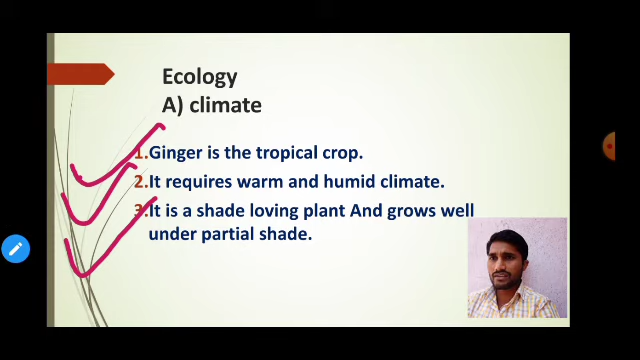 Ecology
A) climate
1.Ginger is the tropical crop.
2.It requires warm and humid climate.
3.It is a shade loving plant And grows well
under partial shade.